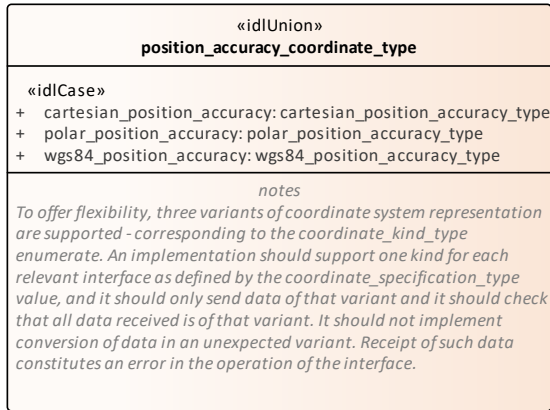 «idlUnion»
position_accuracy_coordinate_type
«idlCase»
+ cartesian_position_accuracy: cartesian_position_accuracy_type
+ polar_position_accuracy: polar_position_accuracy_type
+ wgs84_position_accuracy: wgs84_position_accuracy_type
notes
To offer flexibility, three variants of coordinate system representation
are supported - corresponding to the coordinate_kind_type
enumerate. An implementation should support one kind for each
relevant interface as defined by the coordinate_specification_type
value, and it should only send data of that variant and it should check
that all data received is of that variant. It should not implement
conversion of data in an unexpected variant. Receipt of such data
constitutes an error in the operation of the interface.